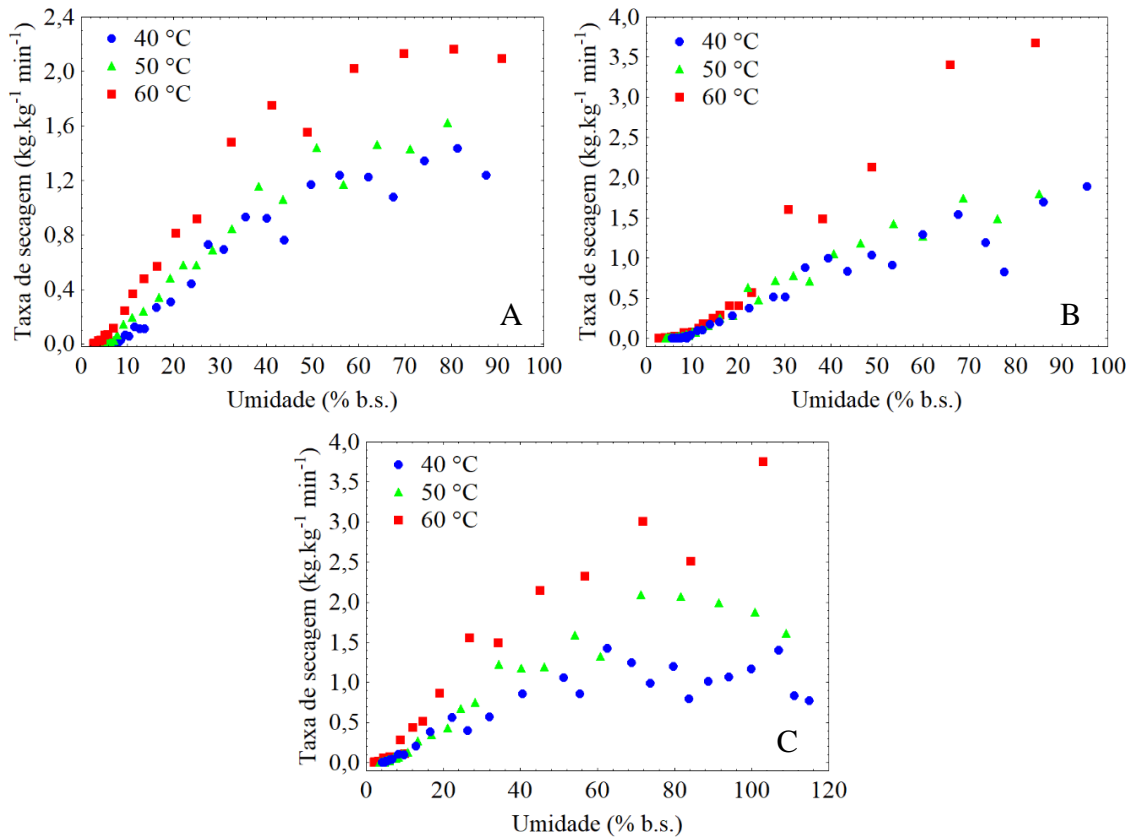 2,4
2,0
1,6
1,2
0,8
0,4
0,0
Taxa de secagem (kg.kg⁻¹ min⁻¹)
40 °C
50 °C
60 °C
A
0 10 20 30 40 50 60 70 80 90 100
Umidade (% b.s.)
4,0
3,5
3,0
2,5
2,0
1,5
1,0
0,5
0,0
Taxa de secagem (kg.kg⁻¹ min⁻¹)
40 °C
50 °C
60 °C
B
0 10 20 30 40 50 60 70 80 90 100
Umidade (% b.s.)
4,0
3,5
3,0
2,5
2,0
1,5
1,0
0,5
0,0
Taxa de secagem (kg.kg⁻¹ min⁻¹)
40 °C
50 °C
60 °C
C
0 20 40 60 80 100 120
Umidade (% b.s.)